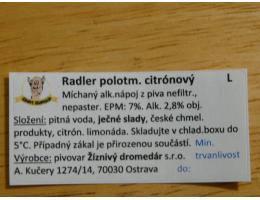 Radler polotm. citrónový L
Míchaný alk.nápoj z piva nefiltr.,
nepaster. EPM: 7%. Alk. 2,8% obj.
Složení: pitná voda, ječné slady, české chmel.
produkty, citrón. limonáda. Skladujte v chlad.boxu do
5°C. Případný zákal je přirozenou součástí. Min.
Výrobce: pivovar Žíznivý dromedár s.r.o. trvanlivost
A. Kučery 1274/14, 70030 Ostrava do: